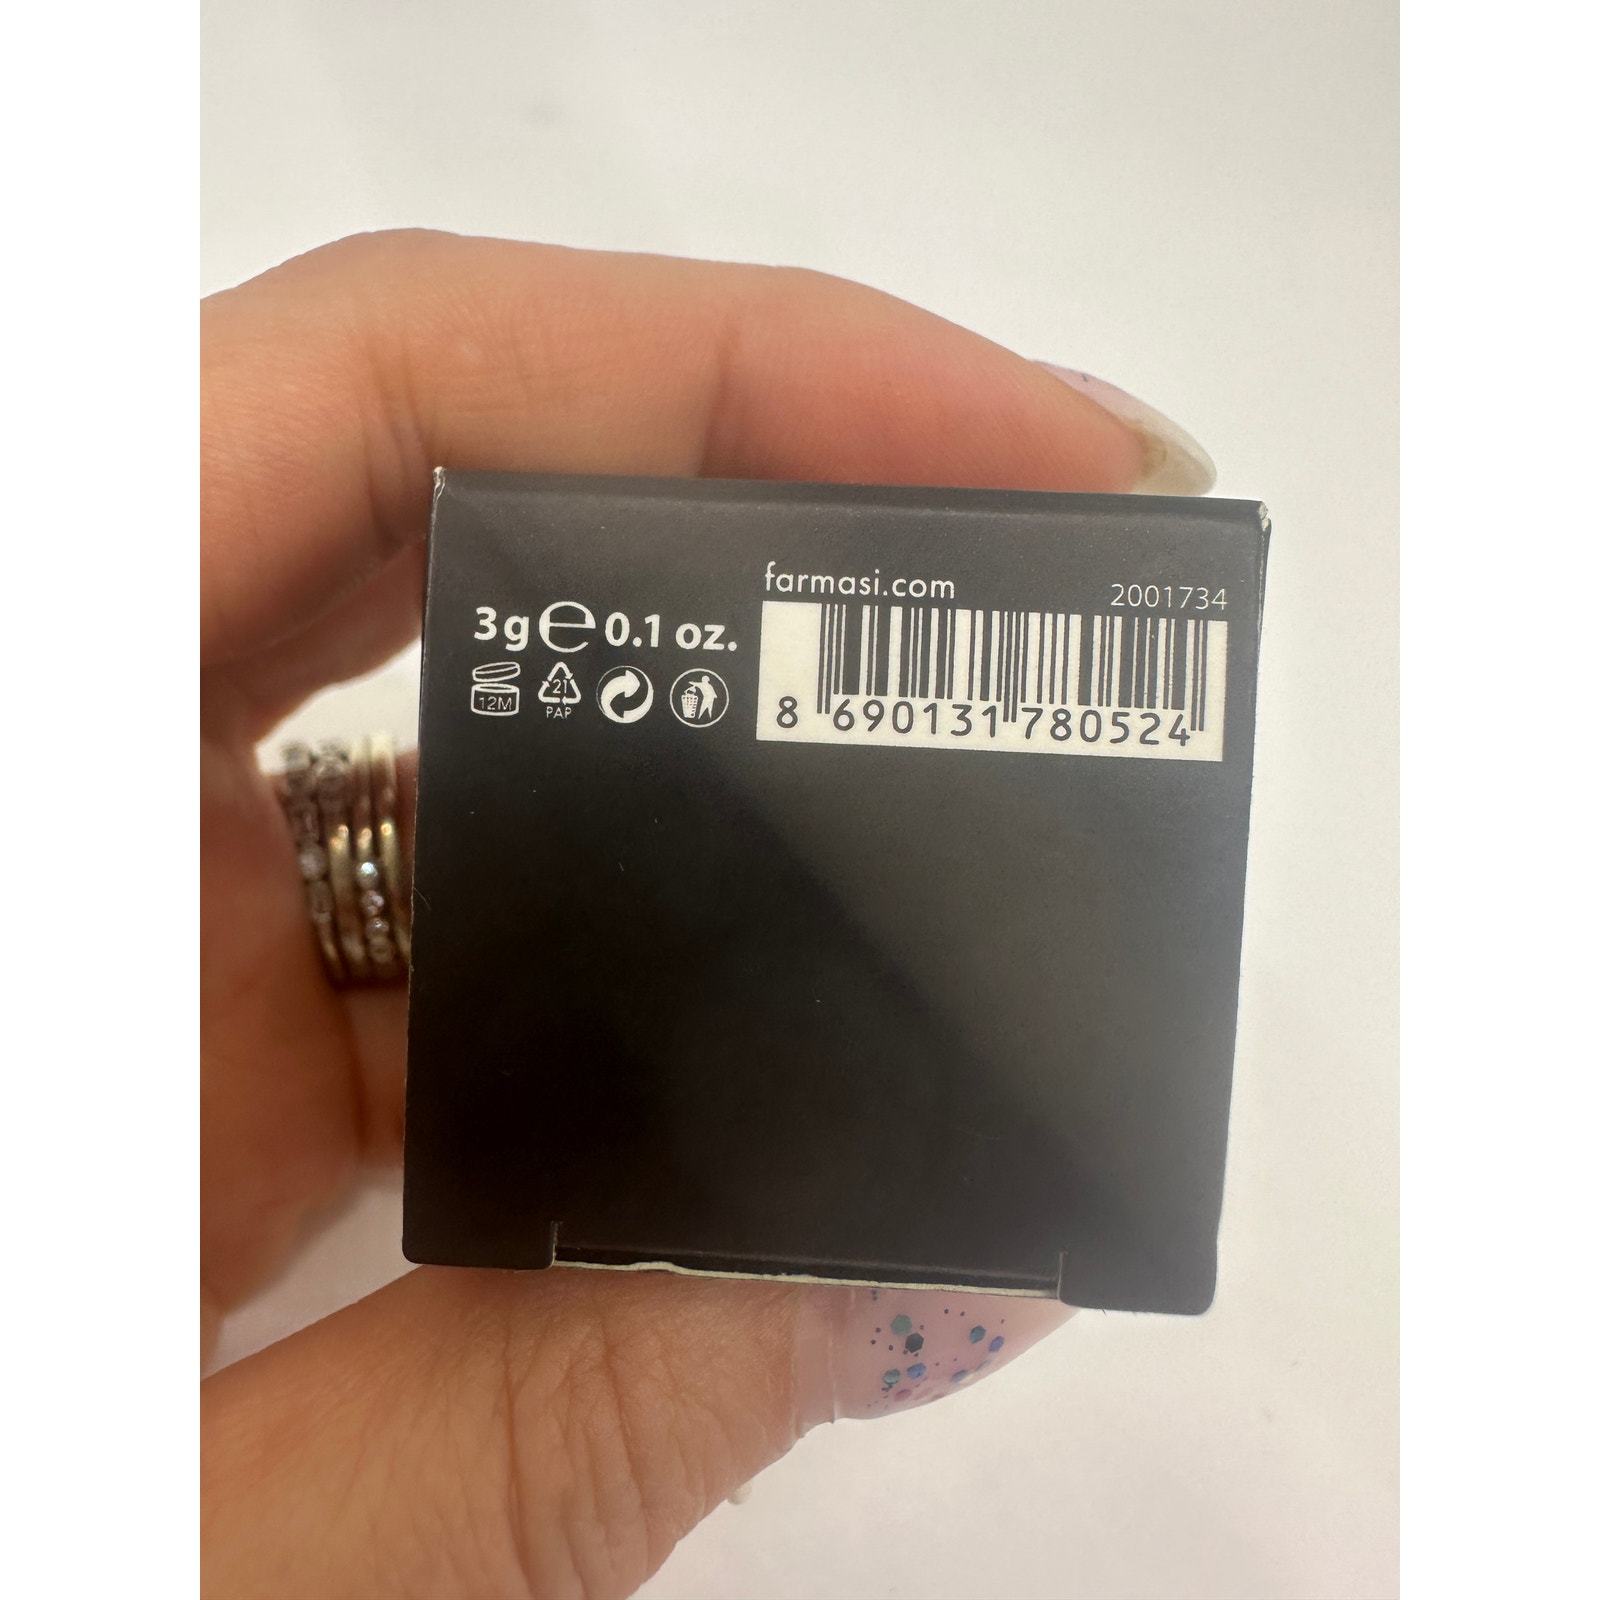 farmasi.com
2001734
3g e 0.1 oz.
12M
21
PAP
8 690131 780524